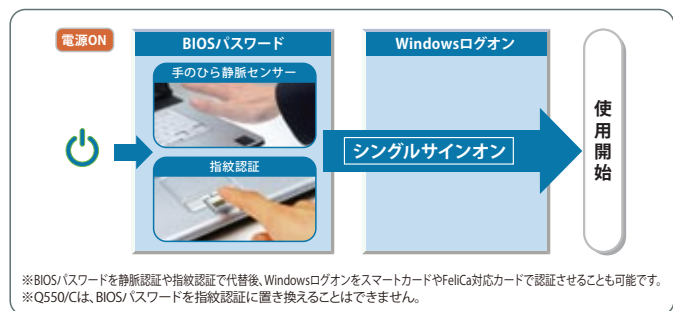 電源ON
BIOSパスワード
Windowsログオン
手のひら静脈センサー
シングルサインオン
指紋認証
使用開始
※BIOSパスワードを静脈認証や指紋認証で代替後、WindowsログオンをスマートカードやFeliCa対応カードで認証させることも可能です。
※Q550/Cは、BIOSパスワードを指紋認証に置き換えることはできません。